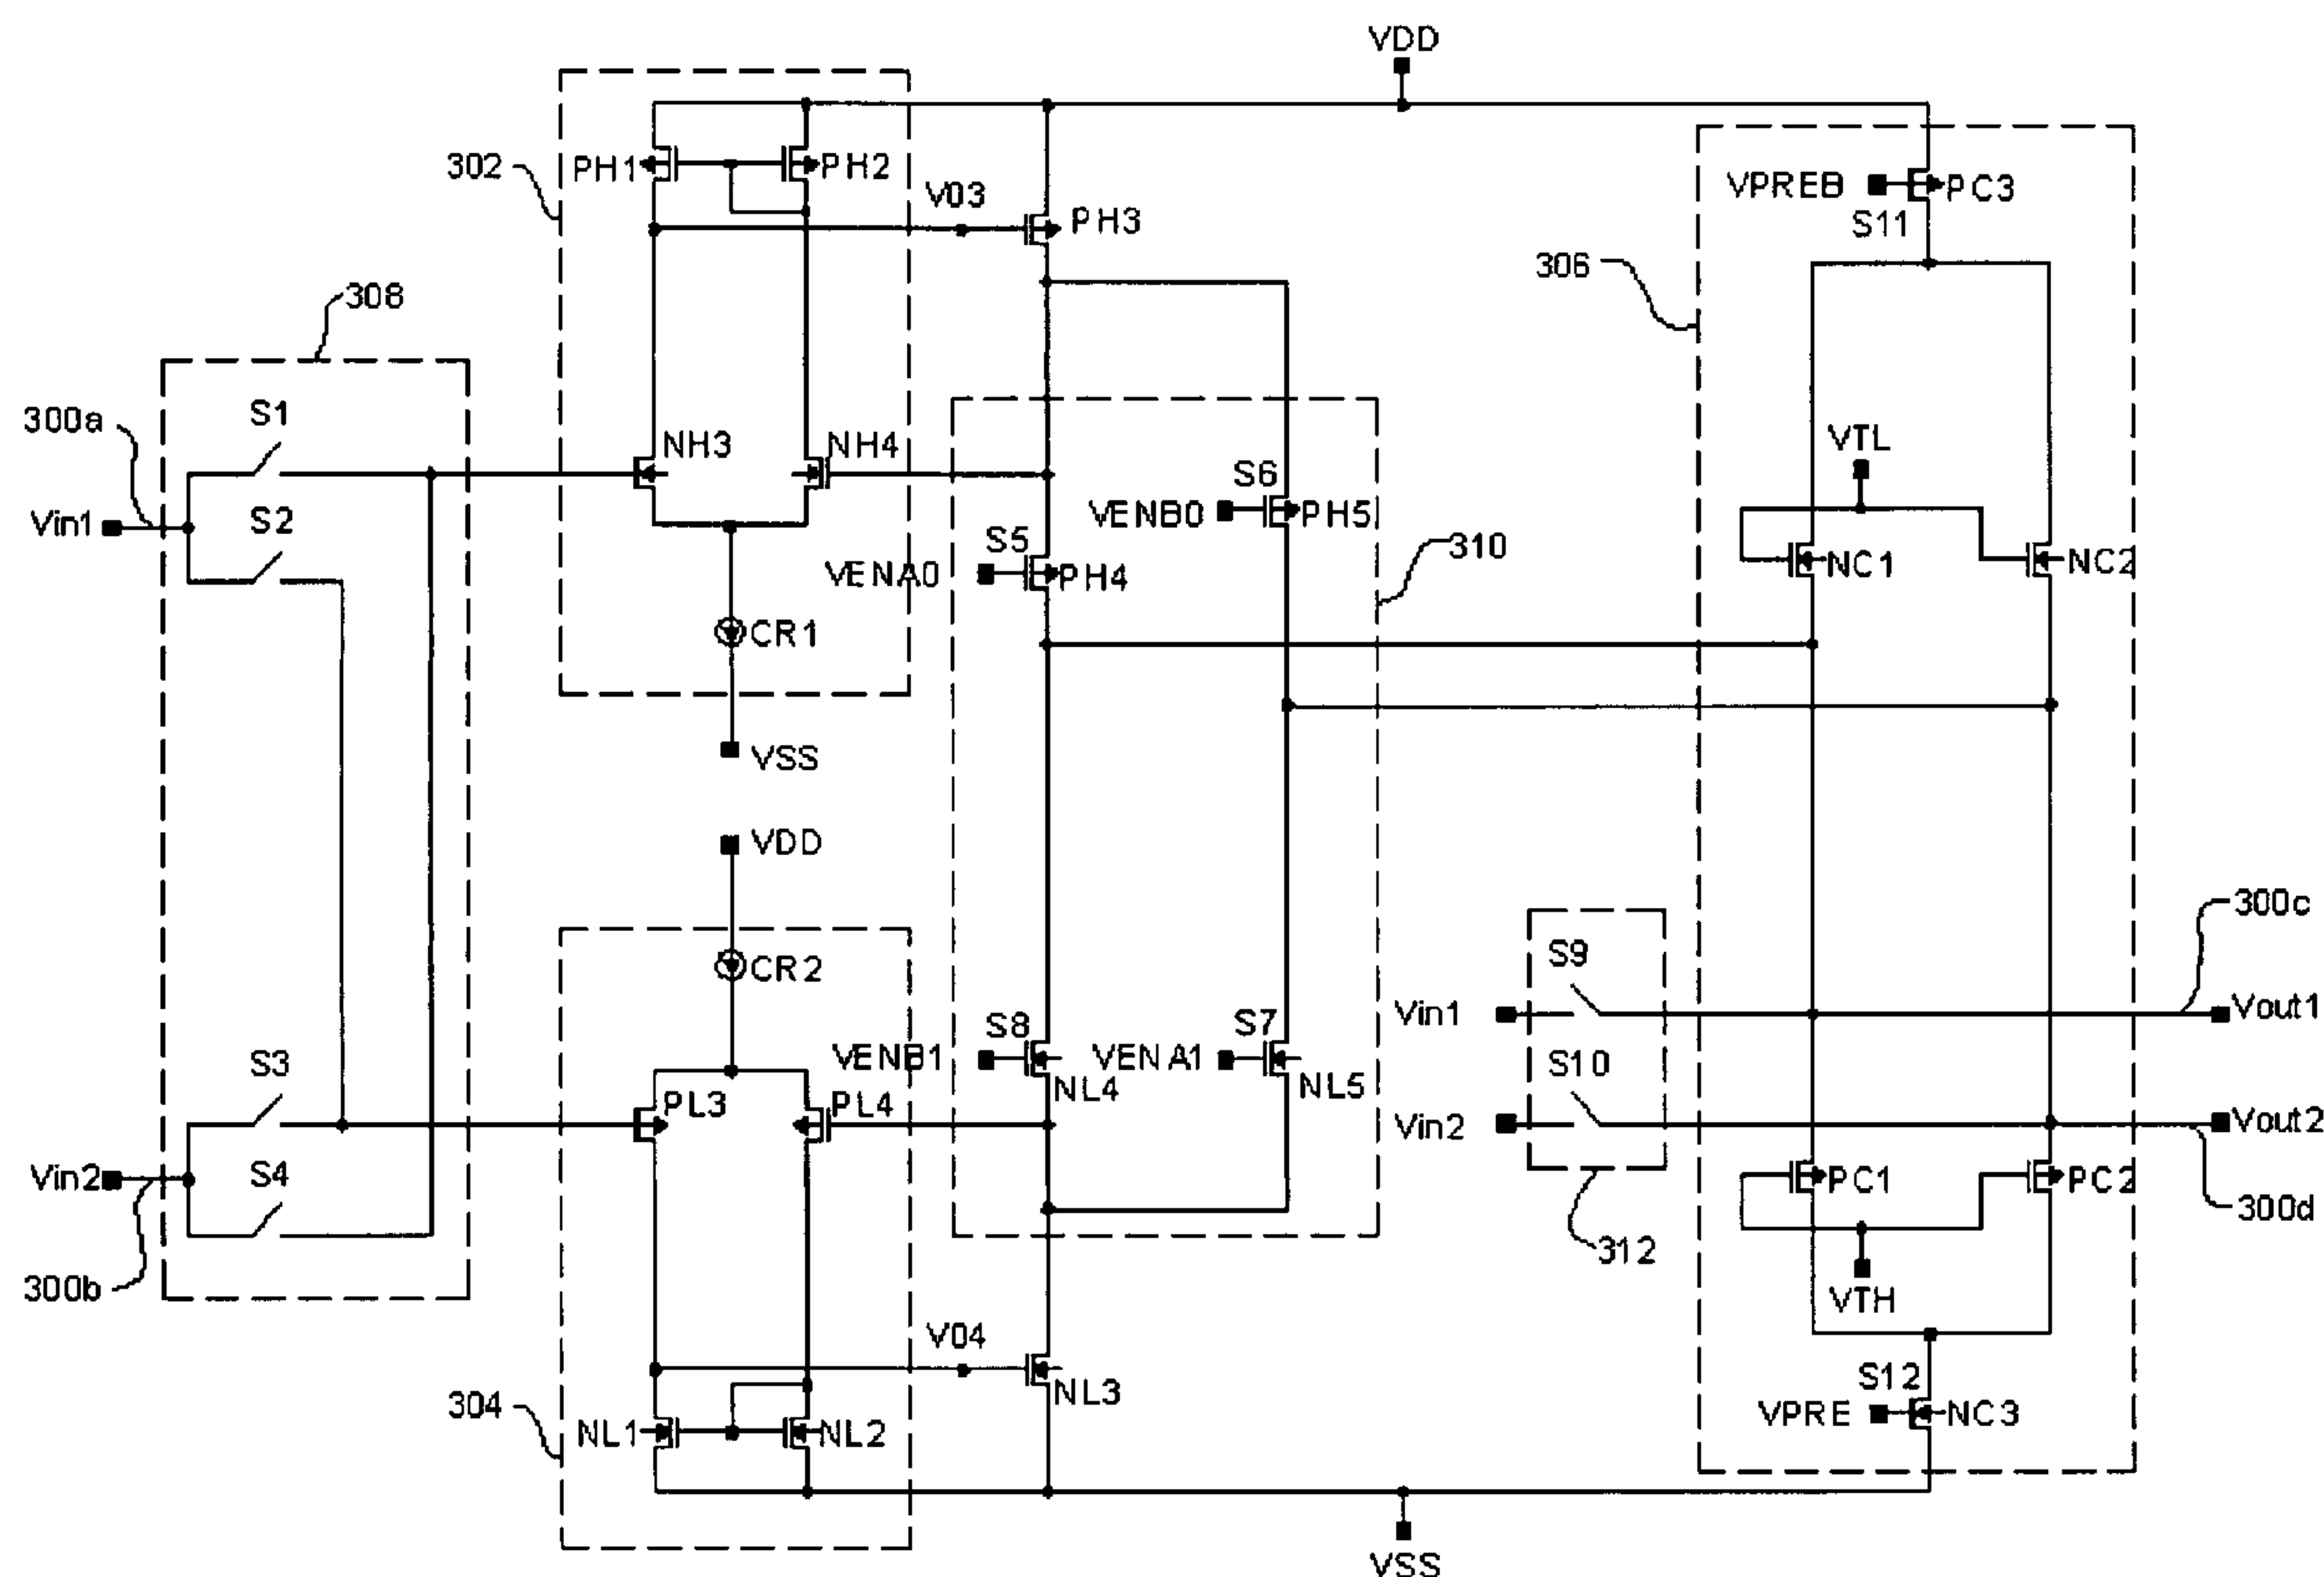 VDD
302
PH1
PH2
V03
PH3
VPREB
PC3
S11
306
308
300a
S1
NH3
NH4
VTL
S6
VENB0
PH5
Vin1
S2
S5
VENA0
PH4
310
NC1
NC2
CR1
VSS
VDD
CR2
300c
S9
Vin1
Vout1
S8
S7
VENB1
VENA1
NL4
NL5
S10
S3
PL3
PL4
Vin2
Vout2
Vin2
S4
PC1
PC2
300d
300b
312
VTH
V04
NL3
S12
304
NL1
NL2
VPRE
NC3
VSS